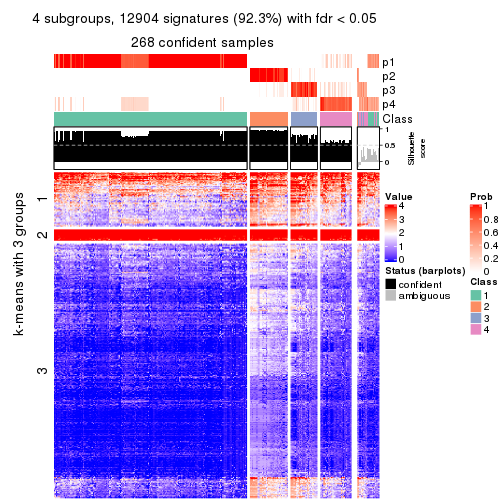 4 subgroups, 12904 signatures (92.3%) with fdr < 0.05
268 confident samples
p1
p2
p3
p4
Class
1
0.5
0
Silhouette
score
k-means with 3 groups
1
2
3
Value
4
3
2
1
0
Status (barplots)
confident
ambiguous
Prob
1
0.8
0.6
0.4
0.2
0
Class
1
2
3
4